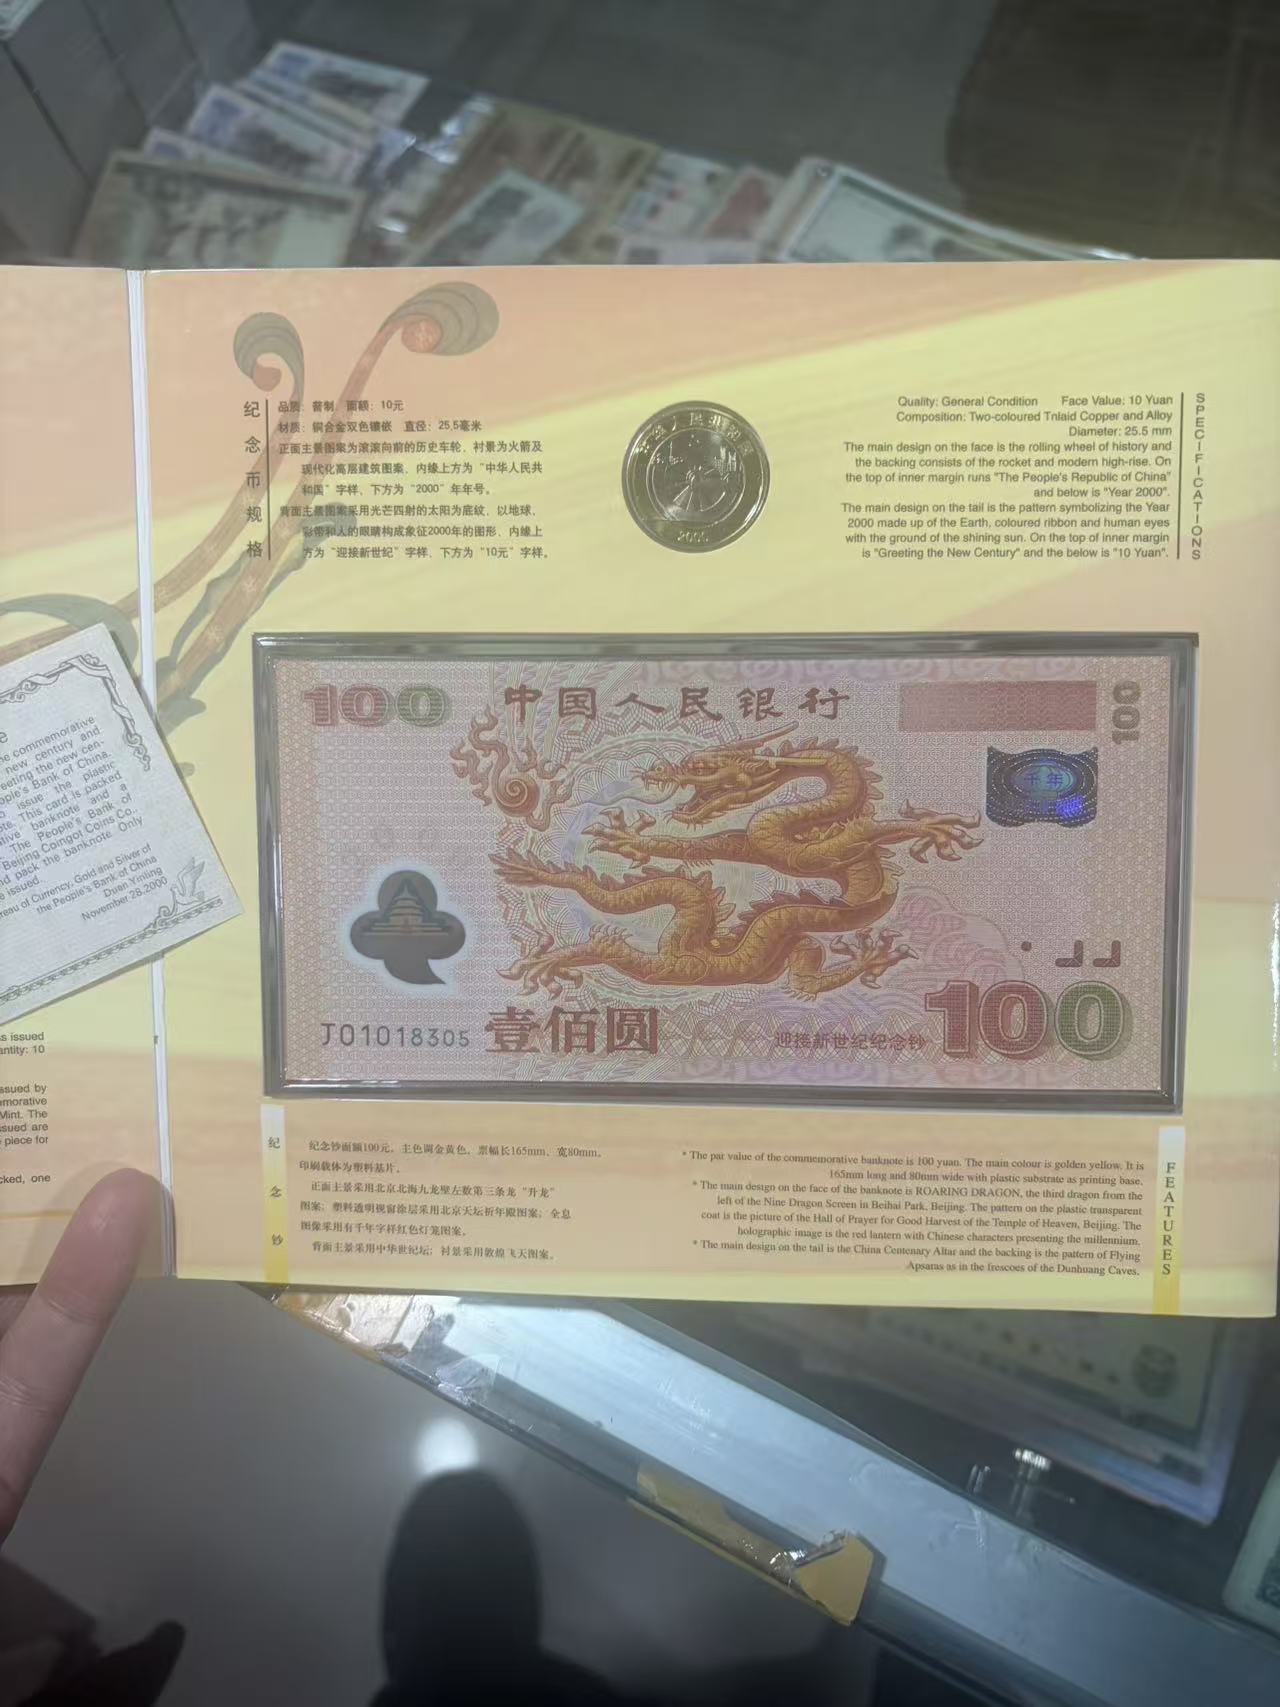 纪念币规格
品质：普制．面额：10元
材质：铜合金双色镶嵌 直径：25.5毫米
正面主景图案为滚滚向前的历史车轮．衬景为火箭及
现代化高层建筑图案．内缘上方为“中华人民共
和国”字样．下方为“2000”年年号。
背面主景图案采用光芒四射的太阳为底纹．以地球．
彩带和人的眼睛构成象征2000年的图形．内缘上
方为“迎接新世纪”字样．下方为“10元”字样。
中华人民共和国
2000
SPECIFICATIONS
Quality: General Condition Face Value: 10 Yuan
Composition: Two-coloured Tnlaid Copper and Alloy
Diameter: 25.5 mm
The main design on the face is the rolling wheel of history and
the backing consists of the rocket and modern high-rise. On
the top of inner margin runs "The People's Republic of China"
and below is "Year 2000".
The main design on the tail is the pattern symbolizing the Year
2000 made up of the Earth, coloured ribbon and human eyes
with the ground of the shining sun. On the top of inner margin
is "Greeting the New Century" and the below is "10 Yuan".
e commemorative
new century and
eeting the new cen-
ople's Bank of China.
issue the plastic
te. This card is packed
tive banknote and a
The People's Bank of
Beijing Coingot Coins Co.,
d pack the banknote. Only
e issued.
reau of Currency, Gold and Silver of
the People's Bank of China
Duan Yinling
November 28,2000
s issued
antity: 10
ssued by
morative
Mint. The
ssued are
piece for
cked, one
100 中国人民银行 100
千年
J01018305 壹佰圆 迎接新世纪纪念钞 100
纪念钞
纪念钞面额100元．主色调金黄色．票幅长165mm、宽80mm。
印刷载体为塑料基片。
正面主景采用北京北海九龙壁左数第三条龙“升龙”
图案；塑料透明视窗涂层采用北京天坛祈年殿图案；全息
图像采用有千年字样红色灯笼图案。
背面主景采用中华世纪坛；衬景采用敦煌飞天图案。
FEATURES
* The par value of the commemorative banknote is 100 yuan. The main colour is golden yellow. It is
165mm long and 80mm wide with plastic substrate as printing base.
* The main design on the face of the banknote is ROARING DRAGON, the third dragon from the
left of the Nine Dragon Screen in Beihai Park, Beijing. The pattern on the plastic transparent
coat is the picture of the Hall of Prayer for Good Harvest of the Temple of Heaven, Beijing. The
holographic image is the red lantern with Chinese characters presenting the millennium.
* The main design on the tail is the China Centenary Altar and the backing is the pattern of Flying
Apsaras as in the frescoes of the Dunhuang Caves.